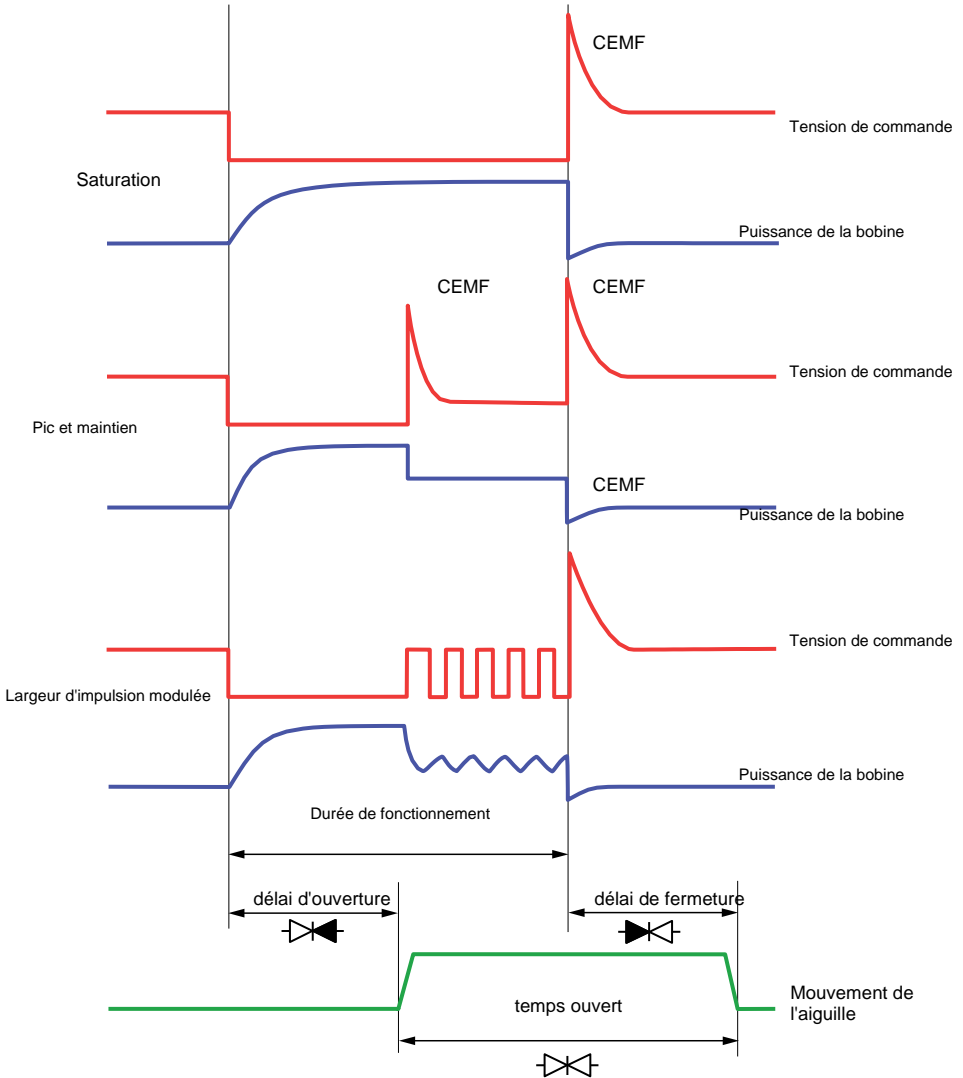 CEMF
Tension de commande
Saturation
Puissance de la bobine
CEMF
CEMF
Tension de commande
Pic et maintien
CEMF
Puissance de la bobine
Tension de commande
Largeur d'impulsion modulée
Puissance de la bobine
Durée de fonctionnement
délai d'ouverture
délai de fermeture
temps ouvert
Mouvement de
l'aiguille